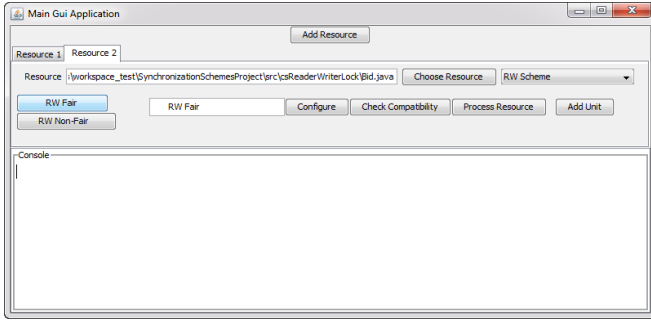 Main Gui Application
Add Resource
Resource 1 Resource 2
Resource :\workspace_test\SynchronizationSchemesProject\src\csReaderWriterLock\Bid.java Choose Resource RW Scheme
RW Fair RW Fair Configure Check Compatibility Process Resource Add Unit
RW Non-Fair
Console